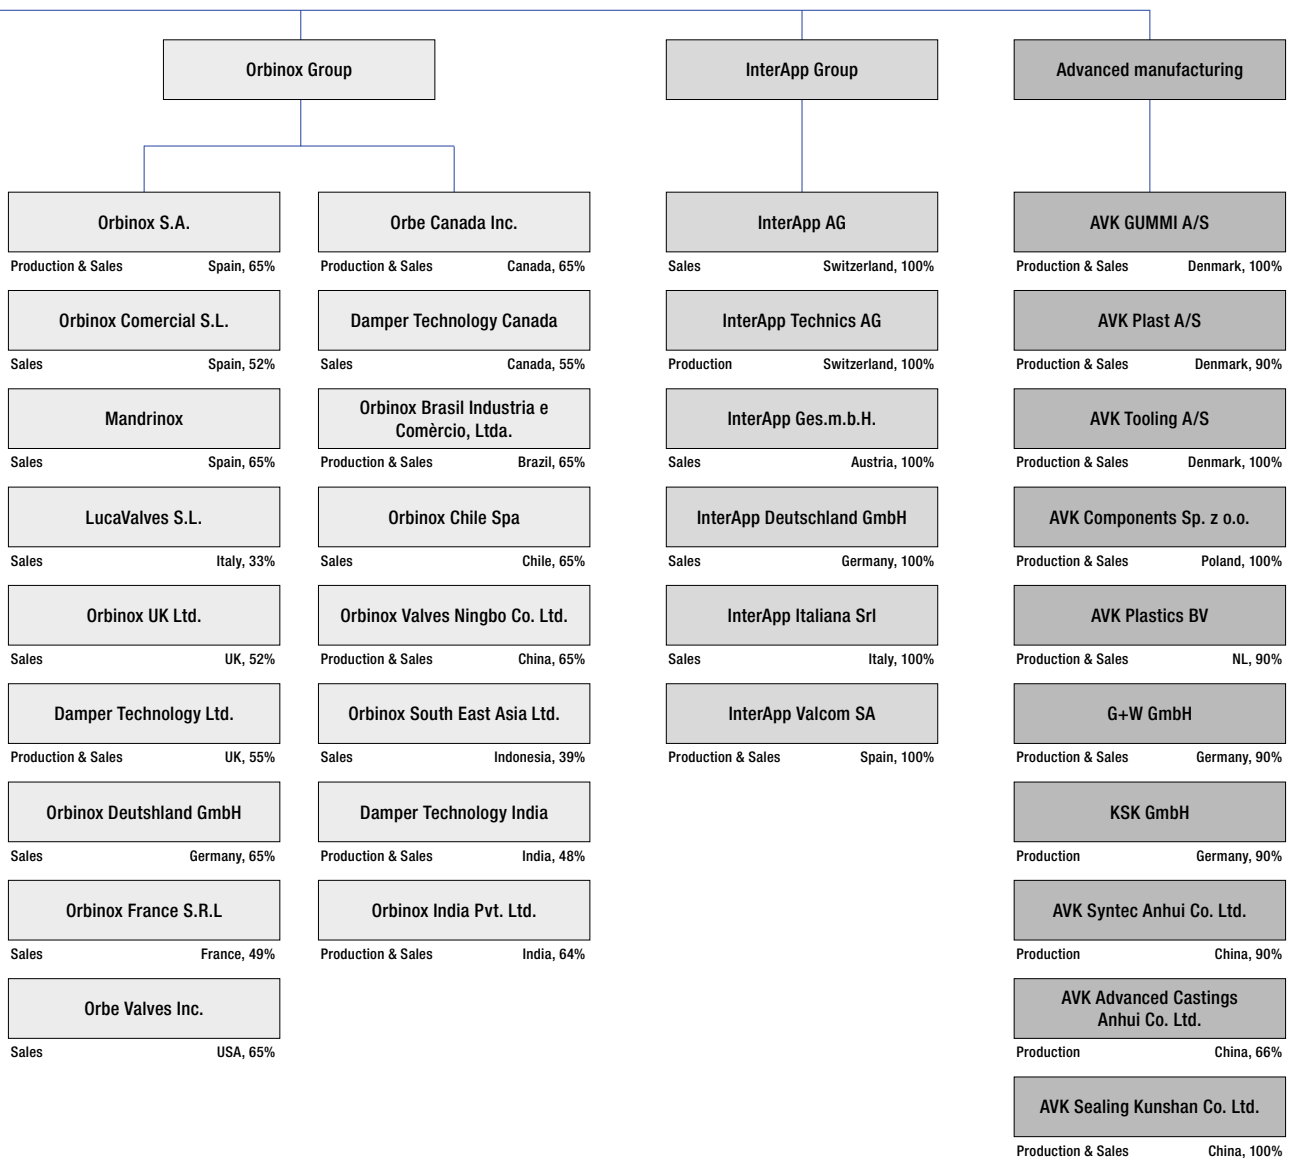 Orbinox Group
Orbinox S.A.
Production & Sales Spain, 65%
Orbinox Comercial S.L.
Sales Spain, 52%
Mandrinox
Sales Spain, 65%
LucaValves S.L.
Sales Italy, 33%
Orbinox UK Ltd.
Sales UK, 52%
Damper Technology Ltd.
Production & Sales UK, 55%
Orbinox Deutshland GmbH
Sales Germany, 65%
Orbinox France S.R.L
Sales France, 49%
Orbe Valves Inc.
Sales USA, 65%
Orbe Canada Inc.
Production & Sales Canada, 65%
Damper Technology Canada
Sales Canada, 55%
Orbinox Brasil Industria e
Comèrcio, Ltda.
Production & Sales Brazil, 65%
Orbinox Chile Spa
Sales Chile, 65%
Orbinox Valves Ningbo Co. Ltd.
Production & Sales China, 65%
Orbinox South East Asia Ltd.
Sales Indonesia, 39%
Damper Technology India
Production & Sales India, 48%
Orbinox India Pvt. Ltd.
Production & Sales India, 64%
InterApp Group
InterApp AG
Sales Switzerland, 100%
InterApp Technics AG
Production Switzerland, 100%
InterApp Ges.m.b.H.
Sales Austria, 100%
InterApp Deutschland GmbH
Sales Germany, 100%
InterApp Italiana Srl
Sales Italy, 100%
InterApp Valcom SA
Production & Sales Spain, 100%
Advanced manufacturing
AVK GUMMI A/S
Production & Sales Denmark, 100%
AVK Plast A/S
Production & Sales Denmark, 90%
AVK Tooling A/S
Production & Sales Denmark, 100%
AVK Components Sp. z o.o.
Production & Sales Poland, 100%
AVK Plastics BV
Production & Sales NL, 90%
G+W GmbH
Production & Sales Germany, 90%
KSK GmbH
Production Germany, 90%
AVK Syntec Anhui Co. Ltd.
Production China, 90%
AVK Advanced Castings
Anhui Co. Ltd.
Production China, 66%
AVK Sealing Kunshan Co. Ltd.
Production & Sales China, 100%